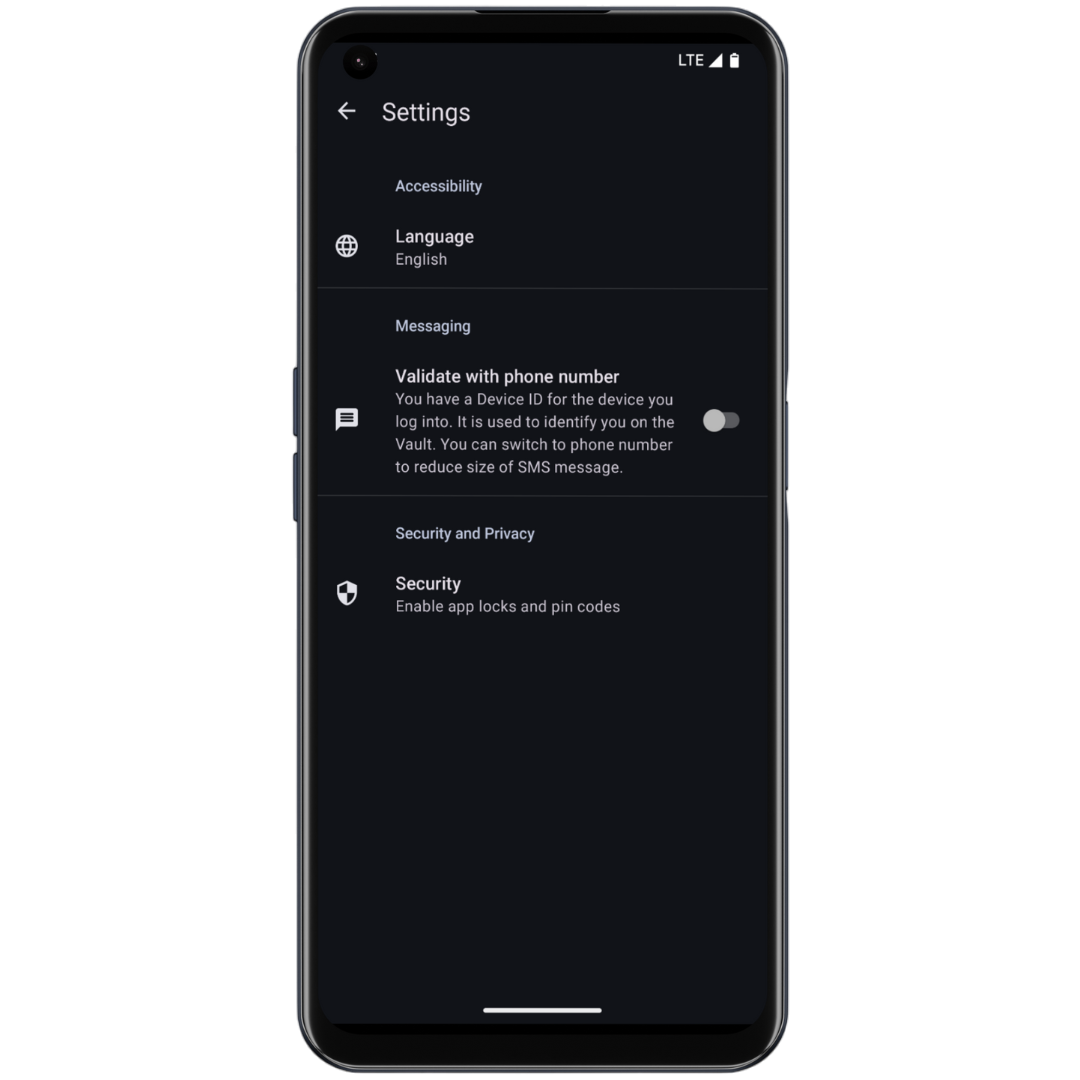 LTE
Settings
Accessibility
Language
English
Messaging
Validate with phone number
You have a Device ID for the device you
log into. It is used to identify you on the
Vault. You can switch to phone number
to reduce size of SMS message.
Security and Privacy
Security
Enable app locks and pin codes